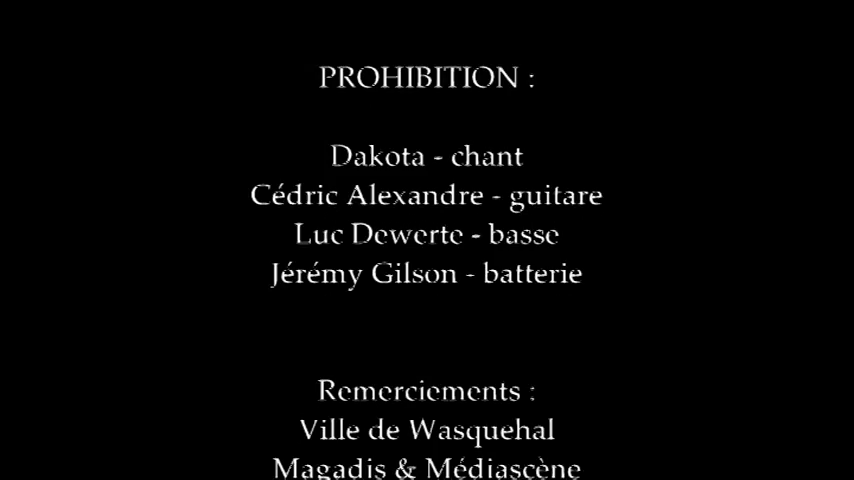 PROHIBITION :
Dakota - chant
Cédric Alexandre - guitare
Luc Dewerte - basse
Jérémy Gilson - batterie
Remerciements :
Ville de Wasquehal
Magadis & Médiascène